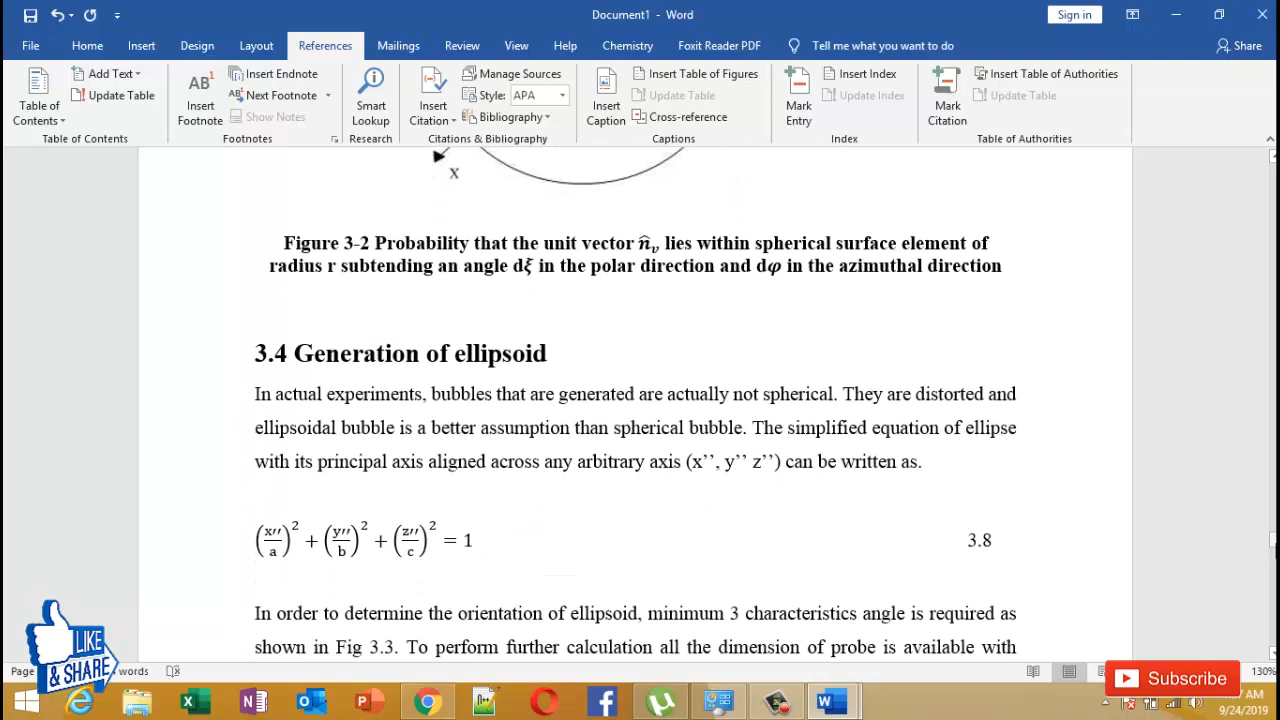 Document1 - Word
Sign in
File Home Insert Design Layout References Mailings Review View Help Chemistry Foxit Reader PDF Tell me what you want to do Share
Table of Contents
Add Text
Update Table
Table of Contents
AB1
Insert Footnote
Insert Endnote
Next Footnote
Show Notes
Footnotes
Smart Lookup
Research
Insert Citation
Manage Sources
Style: APA
Bibliography
Citations & Bibliography
Insert Caption
Insert Table of Figures
Update Table
Cross-reference
Captions
Mark Entry
Insert Index
Update Index
Index
Mark Citation
Insert Table of Authorities
Update Table
Table of Authorities
x
Figure 3-2 Probability that the unit vector n̂ᵥ lies within spherical surface element of
radius r subtending an angle dξ in the polar direction and dφ in the azimuthal direction
3.4 Generation of ellipsoid
In actual experiments, bubbles that are generated are actually not spherical. They are distorted and
ellipsoidal bubble is a better assumption than spherical bubble. The simplified equation of ellipse
with its principal axis aligned across any arbitrary axis (x’’, y’’ z’’) can be written as.
(x′′/a)² + (y′′/b)² + (z′′/c)² = 1 3.8
In order to determine the orientation of ellipsoid, minimum 3 characteristics angle is required as
shown in Fig 3.3. To perform further calculation all the dimension of probe is available with
LIKE
& SHARE
Page words
130%
Subscribe
AM
9/24/2019